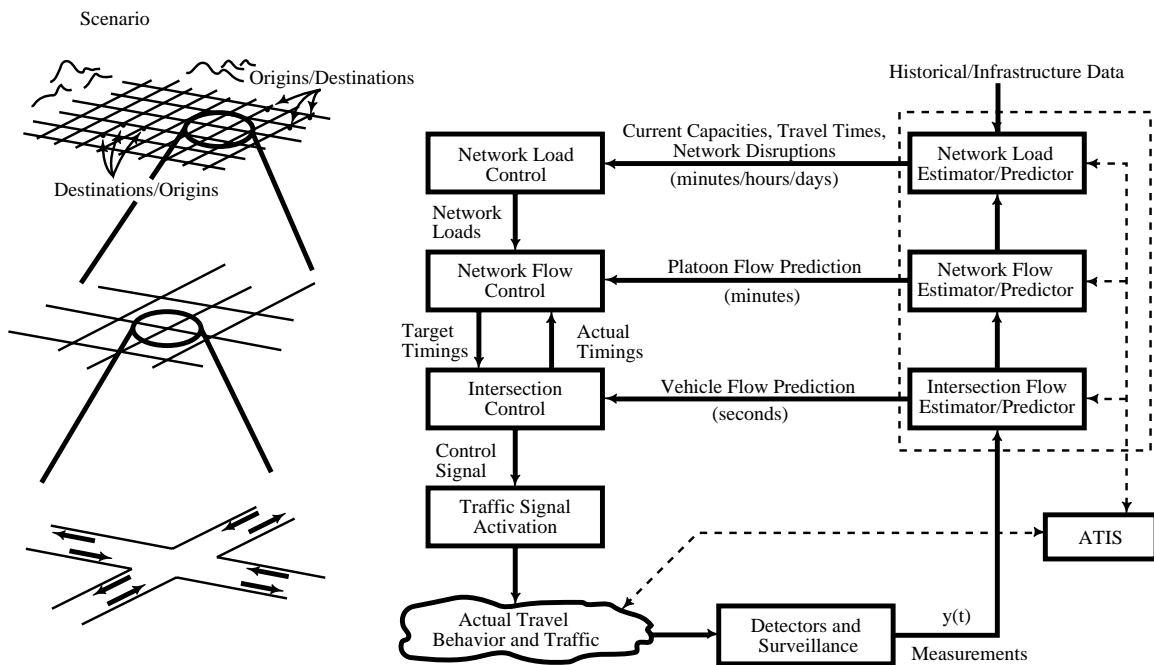 Scenario
Origins/Destinations
Destinations/Origins
Historical/Infrastructure Data
Current Capacities, Travel Times,
Network Disruptions
(minutes/hours/days)
Network Load
Control
Network Load
Estimator/Predictor
Network
Loads
Network Flow
Control
Platoon Flow Prediction
(minutes)
Network Flow
Estimator/Predictor
Target
Timings
Actual
Timings
Intersection
Control
Vehicle Flow Prediction
(seconds)
Intersection Flow
Estimator/Predictor
Control
Signal
Traffic Signal
Activation
ATIS
Actual Travel
Behavior and Traffic
Detectors and
Surveillance
y(t)
Measurements